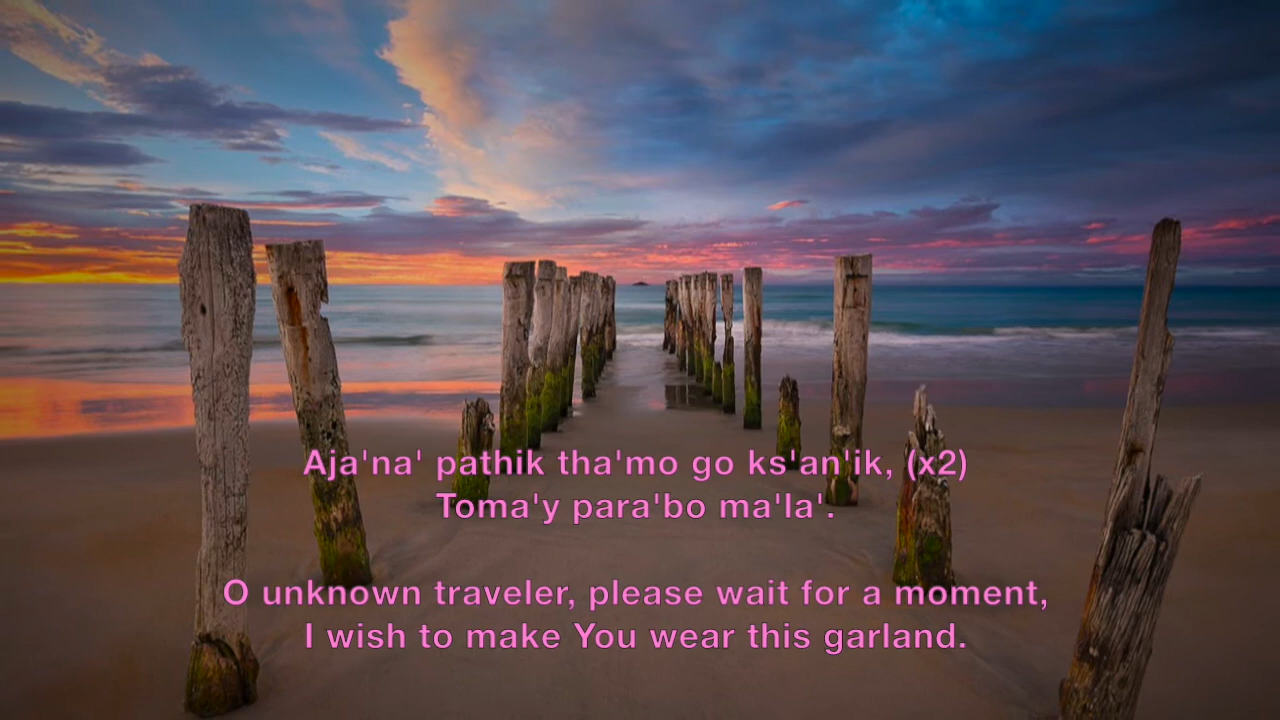 Aja'na' pathik tha'mo go ks'an'ik, (x2)
Toma'y para'bo ma'la'.
O unknown traveler, please wait for a moment,
I wish to make You wear this garland.